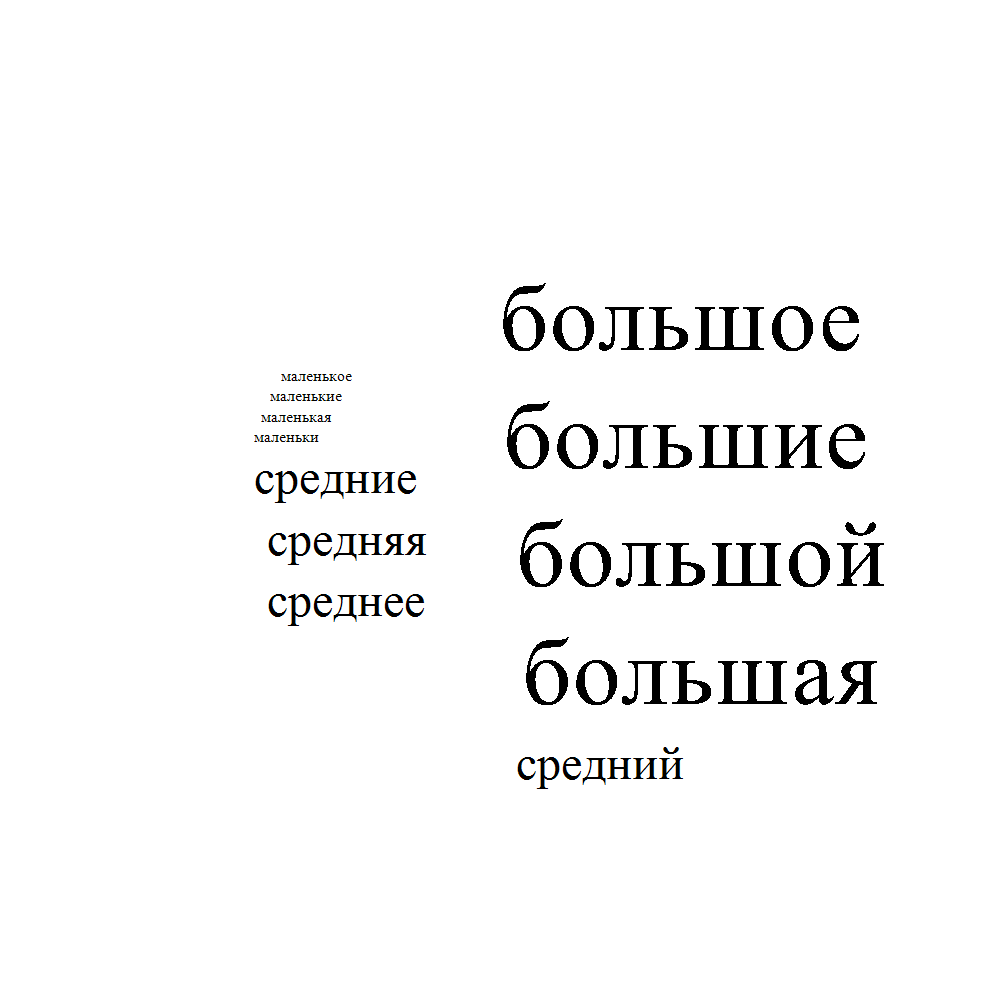 маленькое
маленькие
маленькая
маленьки
средние
средняя
среднее
большое
большие
большой
большая
средний